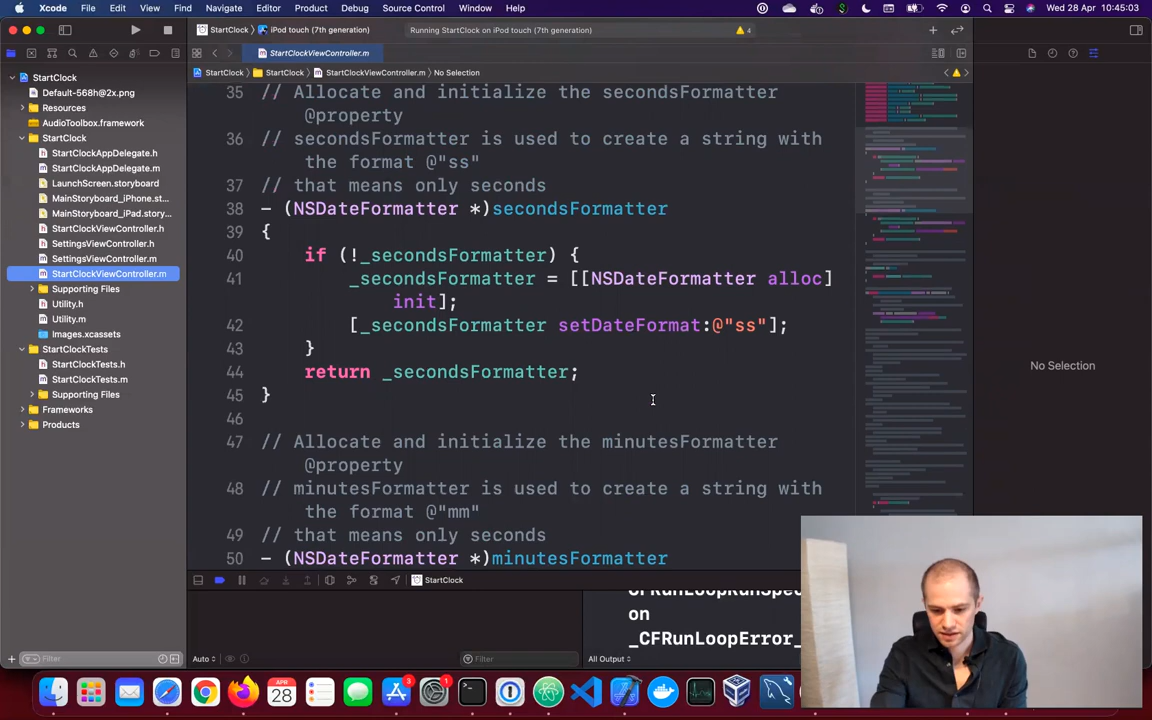 Xcode File Edit View Find Navigate Editor Product Debug Source Control Window Help Wed 28 Apr 10:45:03
StartClock iPod touch (7th generation) Running StartClock on iPod touch (7th generation) 4
StartClockViewController.m
StartClock StartClock StartClockViewController.m No Selection
StartClock
Default-568h@2x.png
Resources
AudioToolbox.framework
StartClock
StartClockAppDelegate.h
StartClockAppDelegate.m
LaunchScreen.storyboard
MainStoryboard_iPhone.st...
MainStoryboard_iPad.story...
StartClockViewController.h
SettingsViewController.h
SettingsViewController.m
StartClockViewController.m
Supporting Files
Utility.h
Utility.m
Images.xcassets
StartClockTests
StartClockTests.h
StartClockTests.m
Supporting Files
Frameworks
Products
Filter
35 // Allocate and initialize the secondsFormatter
@property
36 // secondsFormatter is used to create a string with
the format @"ss"
37 // that means only seconds
38 - (NSDateFormatter *)secondsFormatter
39 {
40 if (!_secondsFormatter) {
41 _secondsFormatter = [[NSDateFormatter alloc]
init];
42 [_secondsFormatter setDateFormat:@"ss"];
43 }
44 return _secondsFormatter;
45 }
46
47 // Allocate and initialize the minutesFormatter
@property
48 // minutesFormatter is used to create a string with
the format @"mm"
49 // that means only seconds
50 - (NSDateFormatter *)minutesFormatter
StartClock
CFRunLoopRunSpec
on
_CFRunLoopError_
Auto
Filter
All Output
No Selection
APR
28
3
1